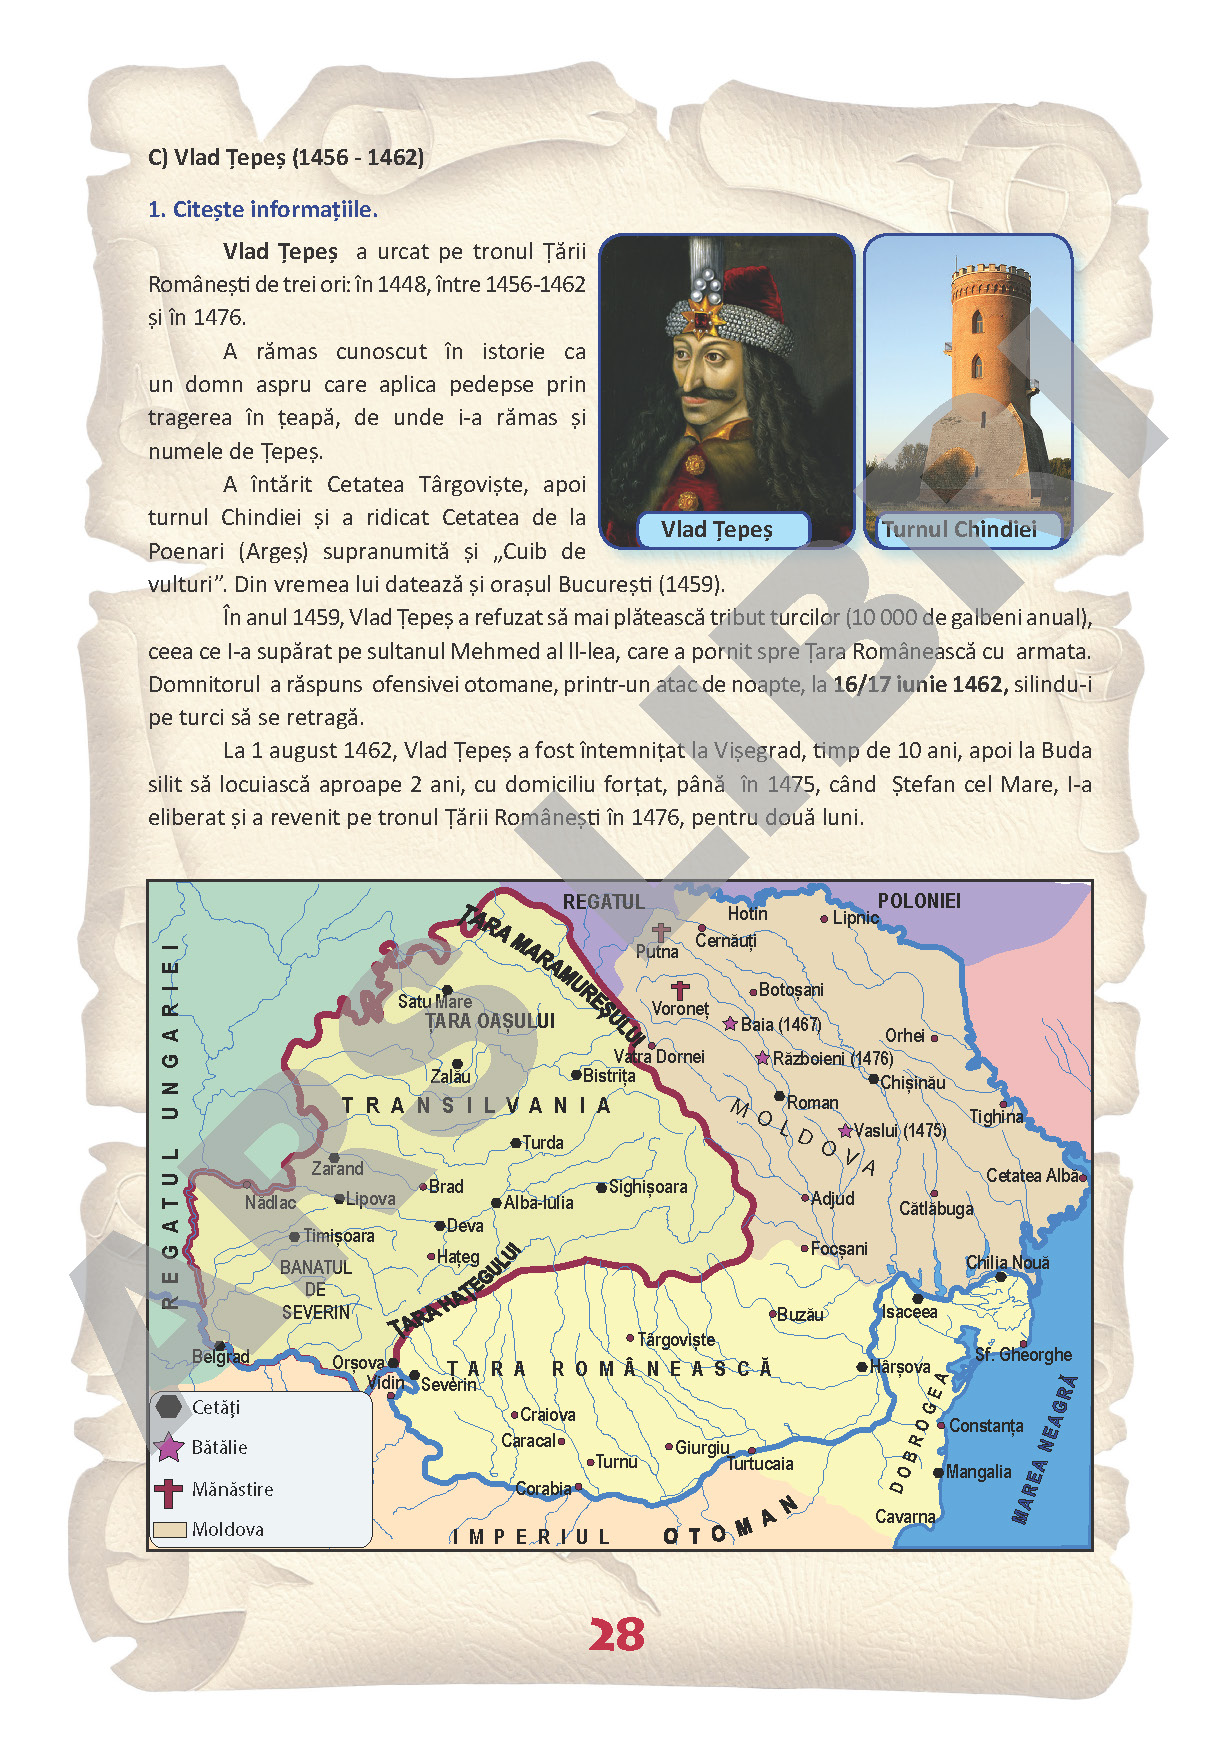 C) Vlad Țepeș (1456 - 1462)
1. Citește informațiile.
Vlad Țepeș a urcat pe tronul Țării
Românești de trei ori: în 1448, între 1456-1462
și în 1476.
A rămas cunoscut în istorie ca
un domn aspru care aplica pedepse prin
tragerea în țeapă, de unde i-a rămas și
numele de Țepeș.
A întărit Cetatea Târgoviște, apoi
turnul Chindiei și a ridicat Cetatea de la
Poenari (Argeș) supranumită și „Cuib de
vulturi”. Din vremea lui datează și orașul București (1459).
Vlad Țepeș
Turnul Chindiei
În anul 1459, Vlad Țepeș a refuzat să mai plătească tribut turcilor (10 000 de galbeni anual),
ceea ce l-a supărat pe sultanul Mehmed al ll-lea, care a pornit spre Țara Românească cu armata.
Domnitorul a răspuns ofensivei otomane, printr-un atac de noapte, la 16/17 iunie 1462, silindu-i
pe turci să se retragă.
La 1 august 1462, Vlad Țepeș a fost întemnițat la Vișegrad, timp de 10 ani, apoi la Buda
silit să locuiască aproape 2 ani, cu domiciliu forțat, până în 1475, când Ștefan cel Mare, l-a
eliberat și a revenit pe tronul Țării Românești în 1476, pentru două luni.
REGATUL POLONIEI
REGATUL UNGARIEI
ȚARA MARAMUREȘULUI
Hotin
Lipnic
Cernăuți
Putna
Satu Mare
ȚARA OAȘULUI
Voroneț
Botoșani
Baia (1467)
Orhei
Vatra Dornei
Războieni (1476)
Zalău
Bistrița
Chișinău
TRANSILVANIA
Roman
Tighina
MOLDOVA
Vaslui (1475)
Turda
Zarand
Cetatea Albă
Nădlac
Lipova
Brad
Alba-Iulia
Sighișoara
Adjud
Cătlăbuga
Deva
Timișoara
Hațeg
Focșani
Chilia Nouă
BANATUL
DE
SEVERIN
ȚARA HAȚEGULUI
Buzău
Isaceea
Târgoviște
Sf. Gheorghe
Belgrad
Orșova
ȚARA ROMÂNEASCĂ
Hârșova
Vidin
Severin
DOBROGEA
MAREA NEAGRĂ
Craiova
Constanța
Caracal
Giurgiu
Turtucaia
Turnu
Mangalia
Corabia
Cavarna
IMPERIUL OTOMAN
Cetăţi
Bătălie
Mănăstire
Moldova
28
ARS LIBRI